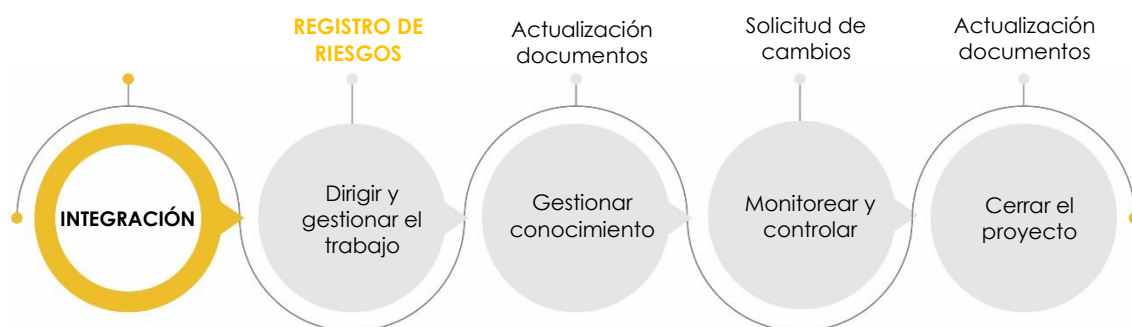 REGISTRO DE
RIESGOS
Actualización
documentos
Solicitud de
cambios
Actualización
documentos
INTEGRACIÓN
Dirigir y
gestionar el
trabajo
Gestionar
conocimiento
Monitorear y
controlar
Cerrar el
proyecto